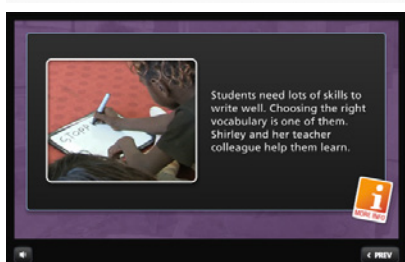 Students need lots of skills to
write well. Choosing the right
vocabulary is one of them.
Shirley and her teacher
colleague help them learn.
STOPP
i
MORE INFO
< PREV